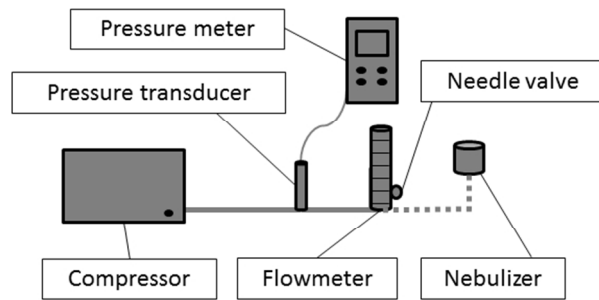 Pressure meter
Needle valve
Pressure transducer
Compressor
Flowmeter
Nebulizer